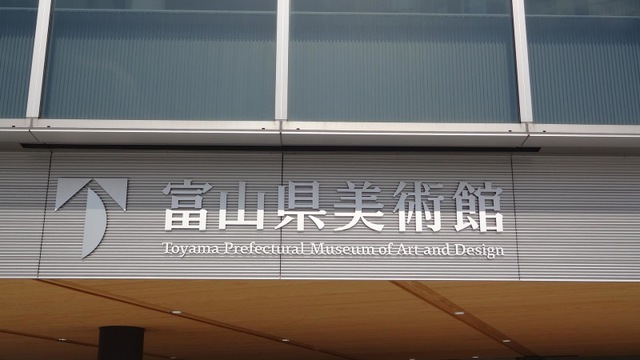 富山県美術館
Toyama Prefectural Museum of Art and Design